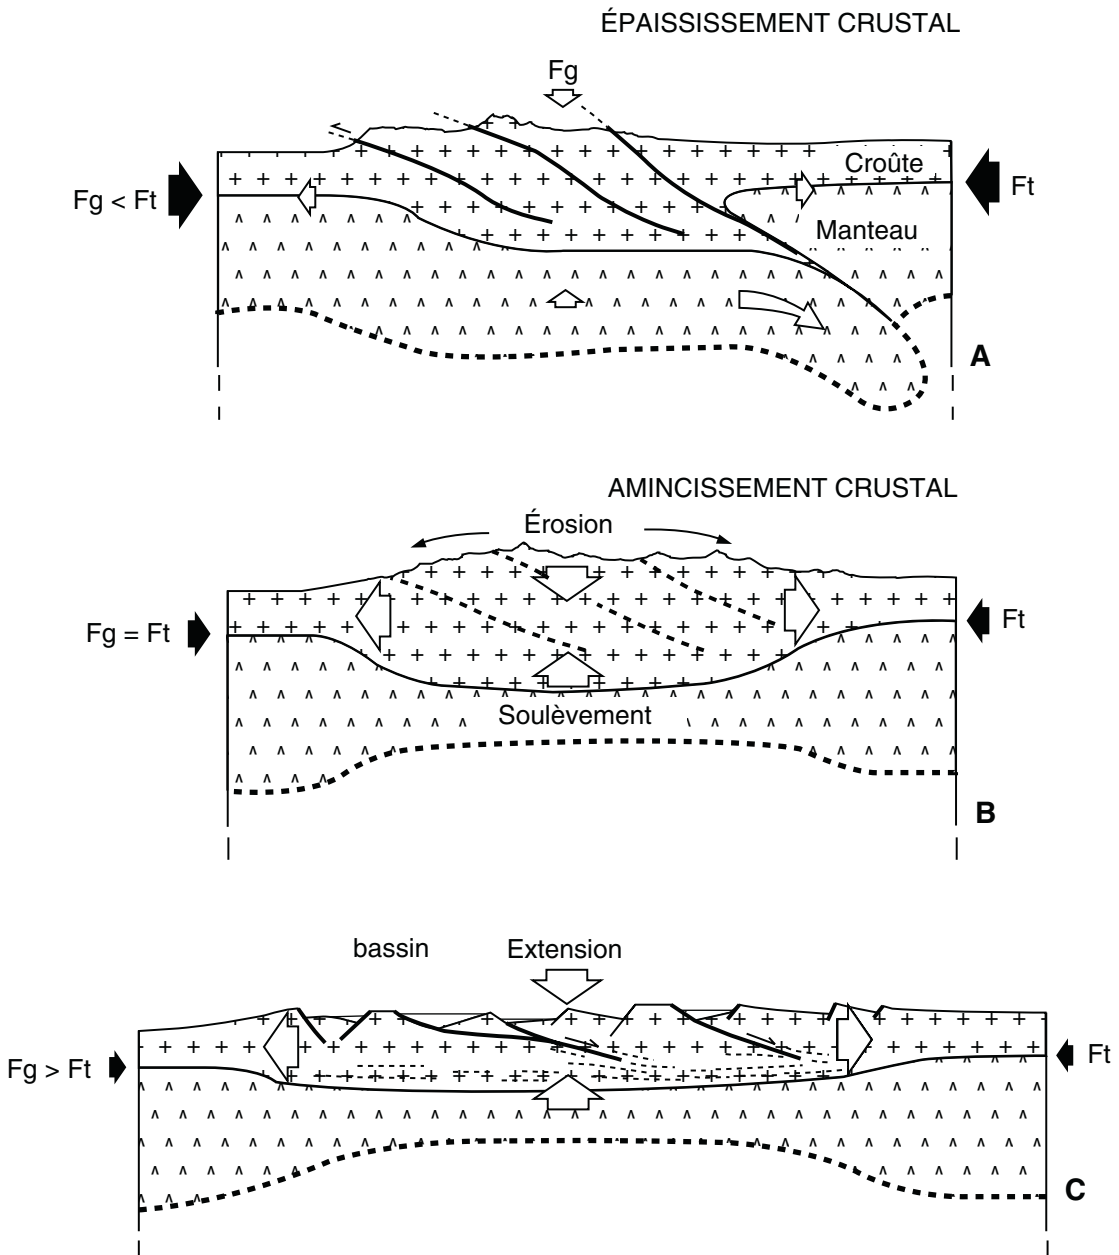 ÉPAISSISSEMENT CRUSTAL
Fg
Croûte
Fg < Ft
Ft
Manteau
A
AMINCISSEMENT CRUSTAL
Érosion
Fg = Ft
Ft
Soulèvement
B
bassin
Extension
Fg > Ft
Ft
C